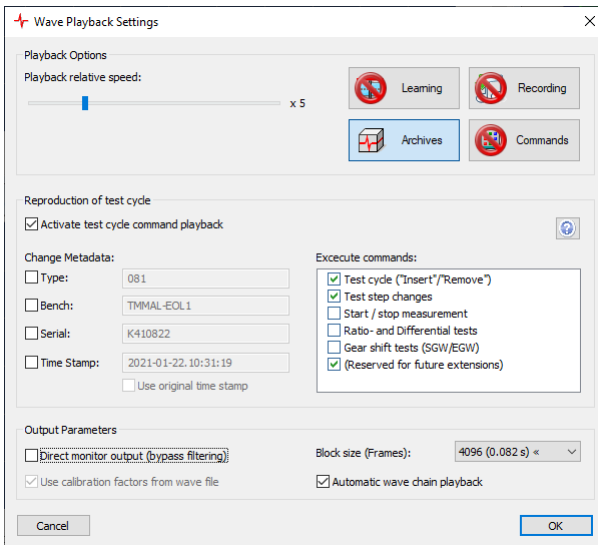 Wave Playback Settings
Playback Options
Playback relative speed:
x 5
Learning
Recording
Archives
Commands
Reproduction of test cycle
Activate test cycle command playback
Change Metadata:
Excecute commands:
Type:
081
Bench:
TMMAL-EOL1
Serial:
K410822
Time Stamp:
2021-01-22.10:31:19
Use original time stamp
Test cycle ("Insert"/"Remove")
Test step changes
Start / stop measurement
Ratio- and Differential tests
Gear shift tests (SGW/EGW)
(Reserved for future extensions)
Output Parameters
Direct monitor output (bypass filtering)
Block size (Frames):
4096 (0.082 s) «
Use calibration factors from wave file
Automatic wave chain playback
Cancel
OK